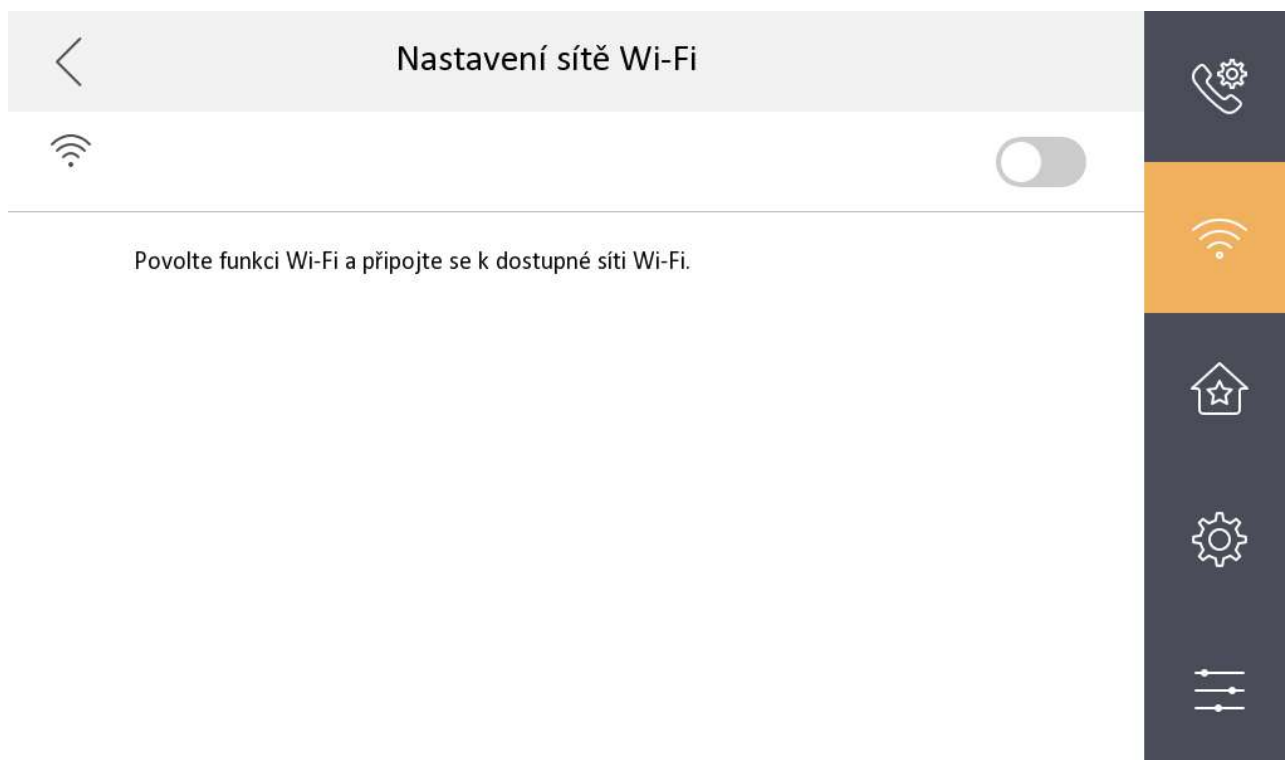 Nastavení sítě Wi-Fi
Povolte funkci Wi-Fi a připojte se k dostupné síti Wi-Fi.